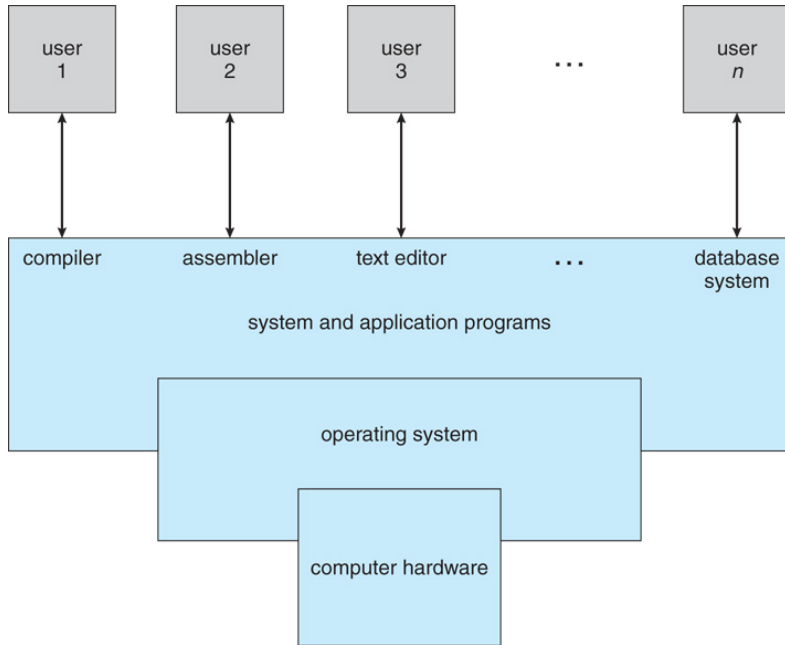 user
1
user
2
user
3
...
user
n
compiler
assembler
text editor
...
database
system
system and application programs
operating system
computer hardware